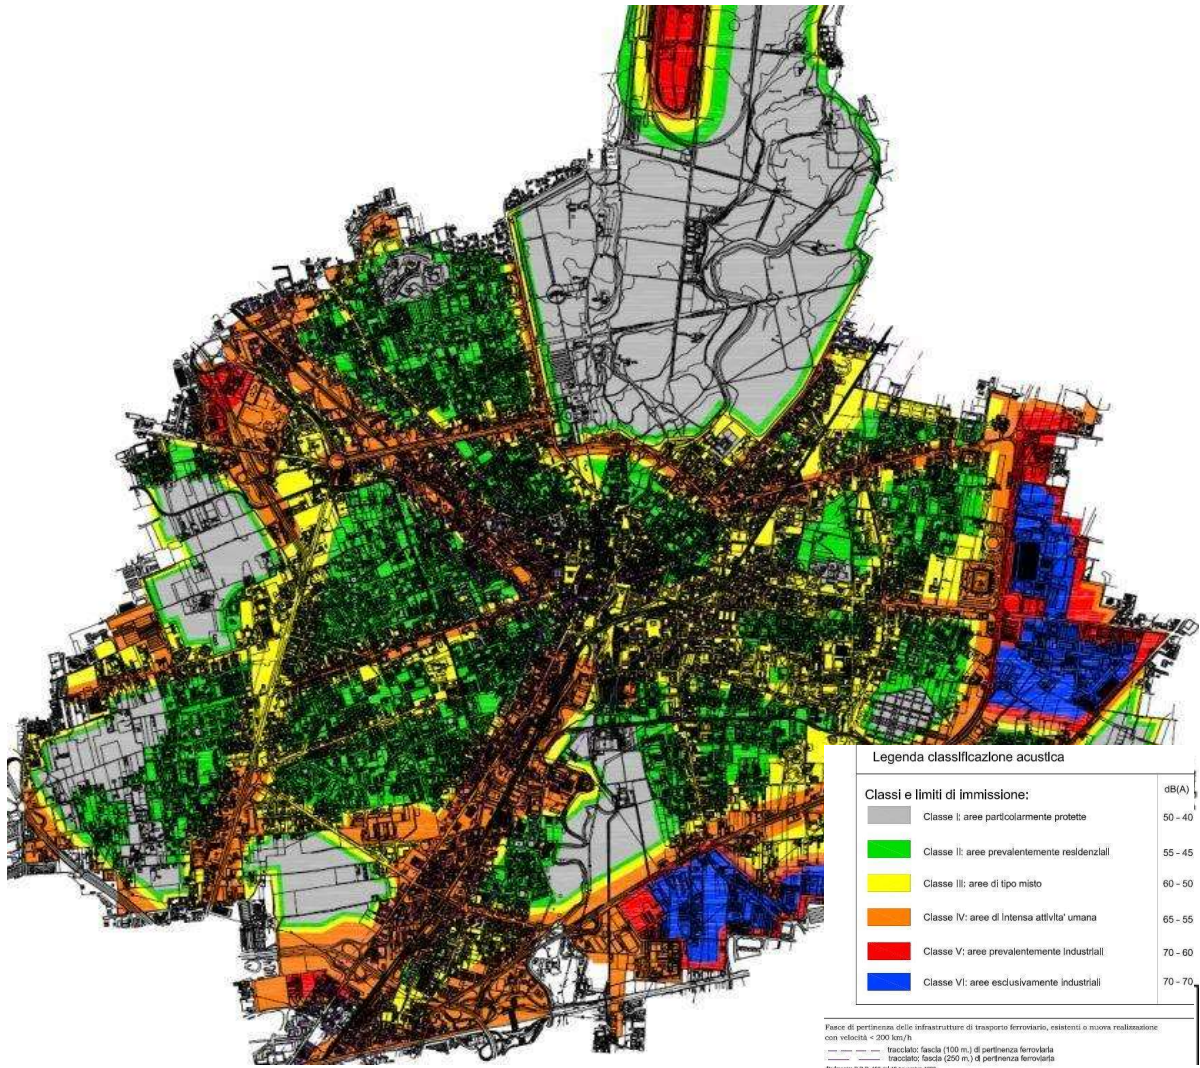 Legenda classificazione acustica
Classi e limiti di immissione:
dB(A)
Classe I: aree particolarmente protette 50 - 40
Classe II: aree prevalentemente residenziali 55 - 45
Classe III: aree di tipo misto 60 - 50
Classe IV: aree di intensa attivita' umana 65 - 55
Classe V: aree prevalentemente industriali 70 - 60
Classe VI: aree esclusivamente industriali 70 - 70
Fasce di pertinenza delle infrastrutture di trasporto ferroviario, esistenti o nuova realizzazione
con velocità < 200 km/h
tracciato: fascia (100 m.) di pertinenza ferroviaria
tracciato: fascia (250 m.) di pertinenza ferroviaria